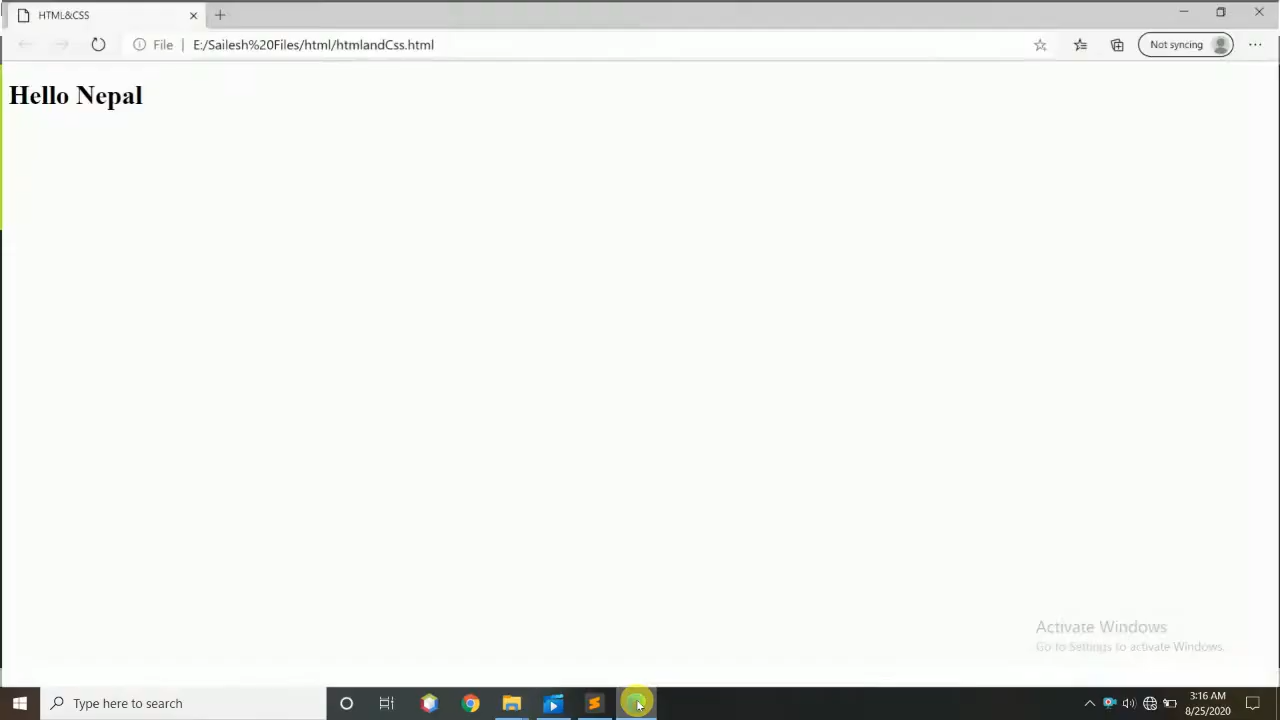 HTML&CSS
File
E:/Sailesh%20Files/html/htmlandCss.html
Not syncing
Hello Nepal
Activate Windows
Go to Settings to activate Windows.
Type here to search
3:16 AM
8/25/2020